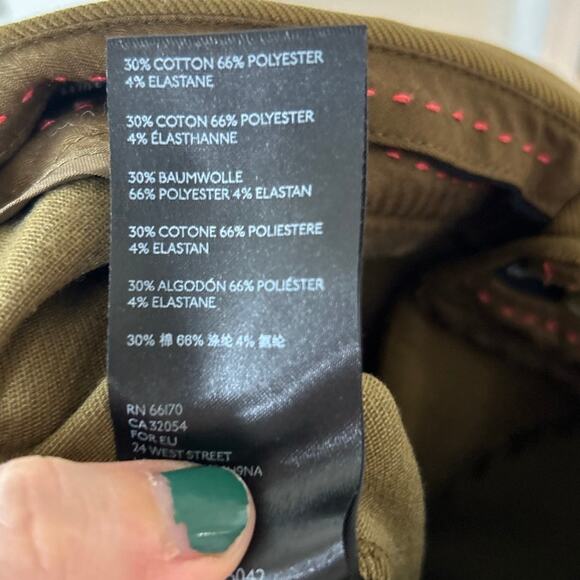 30% COTTON 66% POLYESTER
4% ELASTANE
30% COTON 66% POLYESTER
4% ÉLASTHANNE
30% BAUMWOLLE
66% POLYESTER 4% ELASTAN
30% COTONE 66% POLIESTERE
4% ELASTAN
30% ALGODÓN 66% POLIÉSTER
4% ELASTANE
30% 棉 66% 涤纶 4% 氨纶
RN 66170
CA 32054
FOR EU
24 WEST STREET